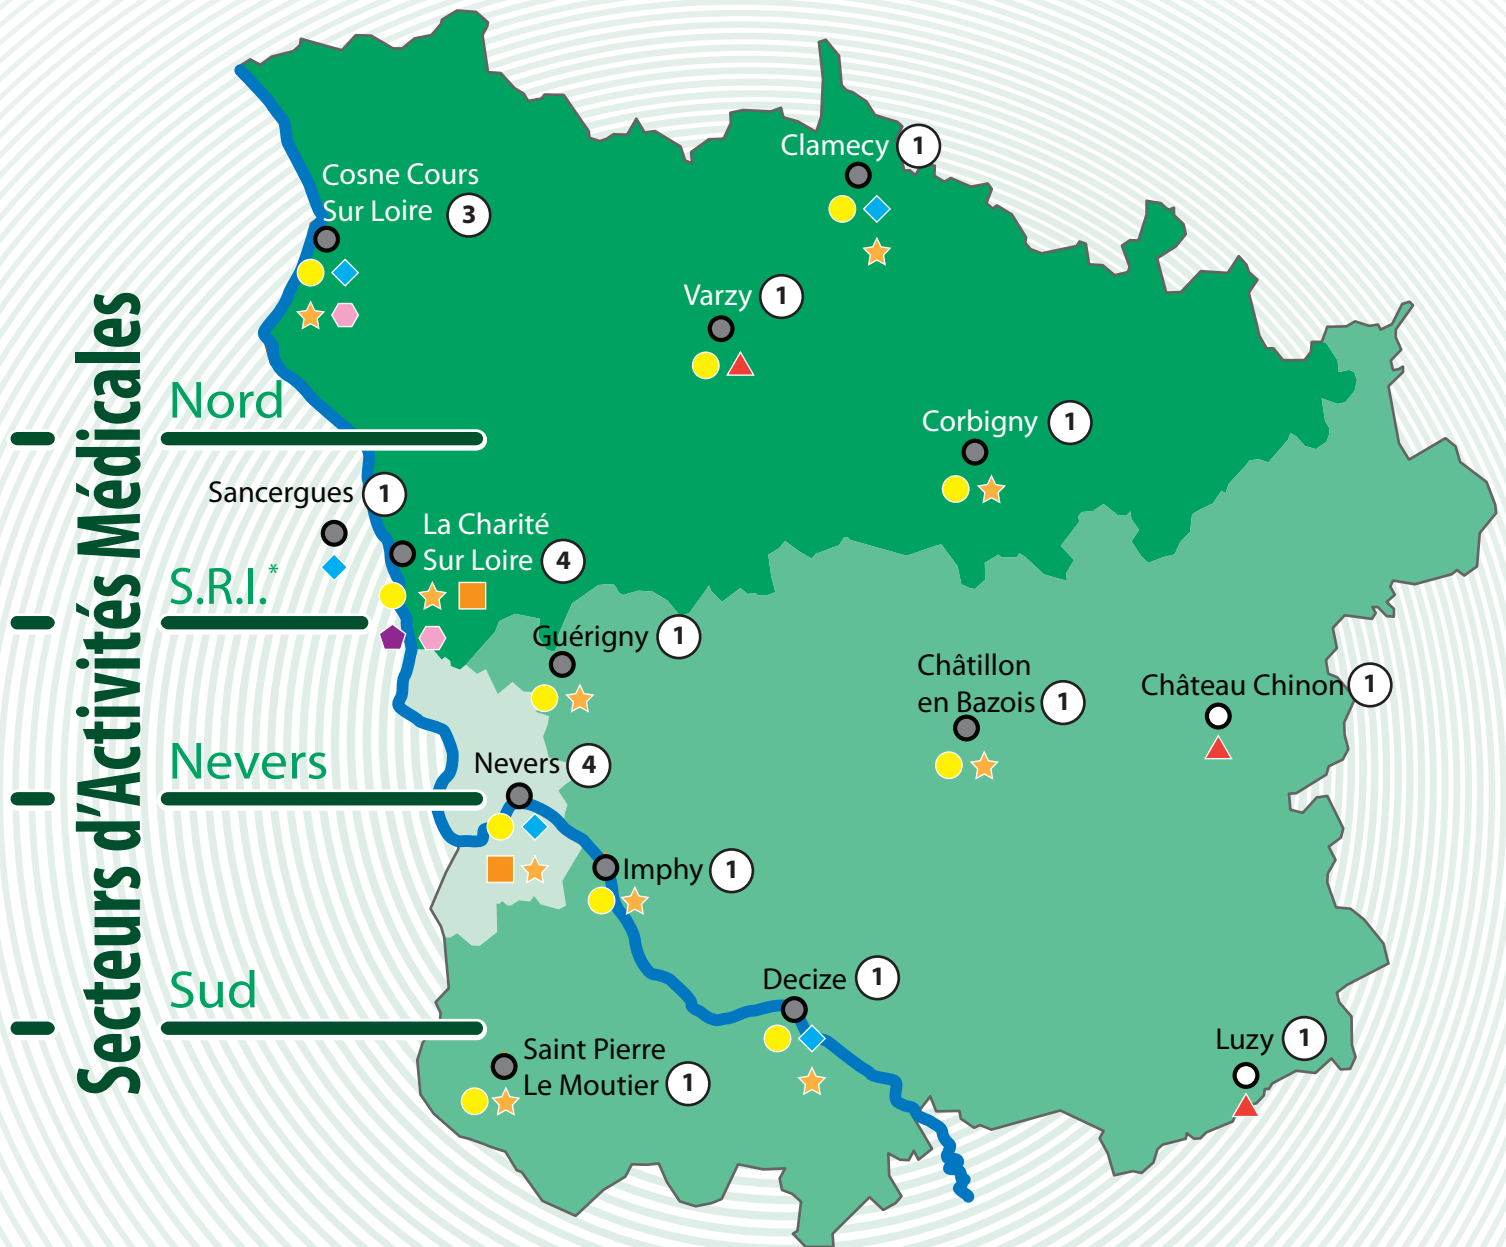 Secteurs d'Activités Médicales
Clamecy 1
Cosne Cours
Sur Loire 3
Varzy 1
Nord
Corbigny 1
Sancergues 1
La Charité
Sur Loire 4
S.R.I.*
Guérigny 1
Châtillon
en Bazois 1
Château Chinon 1
Nevers
Nevers 4
Imphy 1
Sud
Decize 1
Saint Pierre
Le Moutier 1
Luzy 1